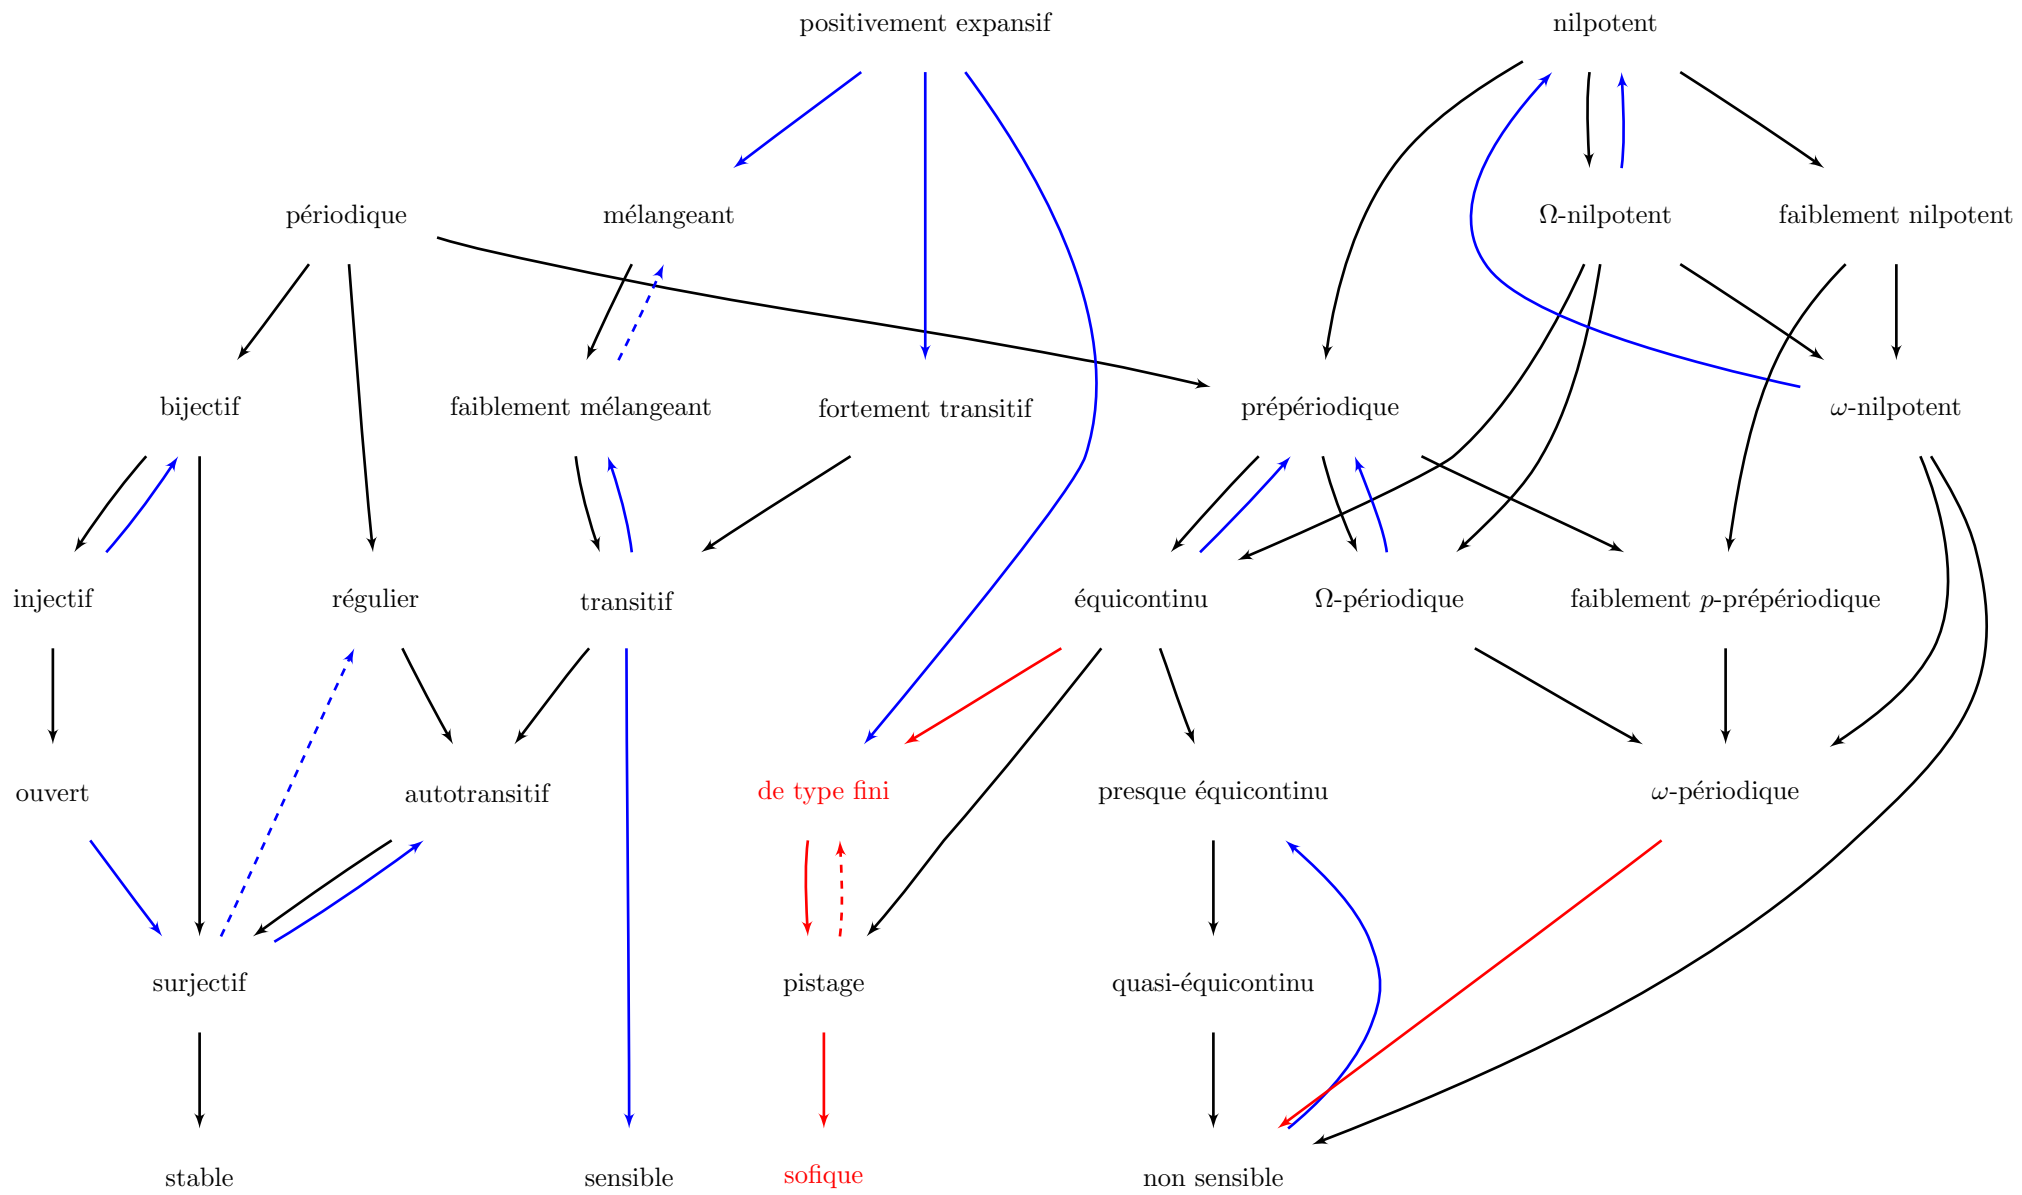 positivement expansif
nilpotent
périodique
mélangeant
Ω-nilpotent
faiblement nilpotent
bijectif
faiblement mélangeant
fortement transitif
prépériodique
ω-nilpotent
injectif
régulier
transitif
équicontinu
Ω-périodique
faiblement p-prépériodique
ouvert
autotransitif
de type fini
presque équicontinu
ω-périodique
surjectif
pistage
quasi-équicontinu
stable
sensible
sofique
non sensible